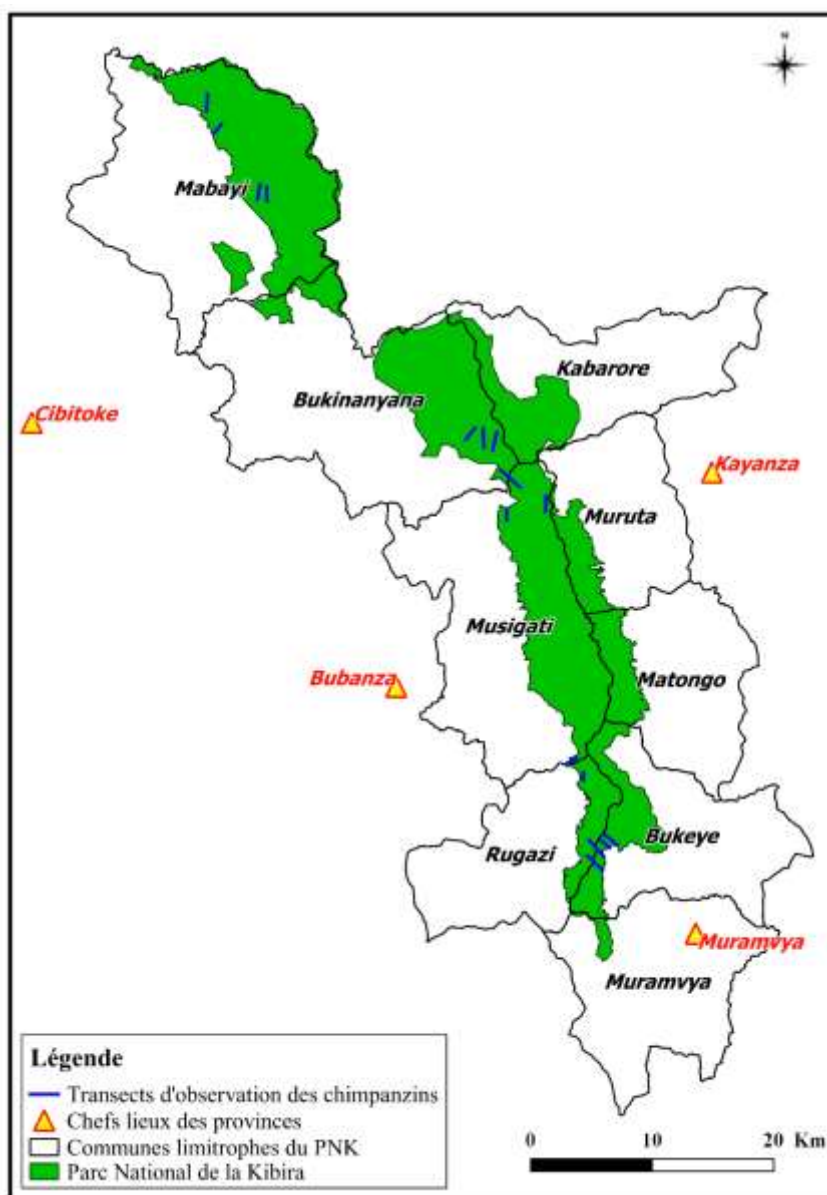 N
Mabayi
Kabarore
Bukinanyana
Cibitoke
Kayanza
Muruta
Musigati
Bubanza
Matongo
Rugazi
Bukeye
Muramvya
Muramvya
Légende
Transects d'observation des chimpanzins
Chefs lieux des provinces
Communes limitrophes du PNK
Parc National de la Kibira
0 10 20 Km